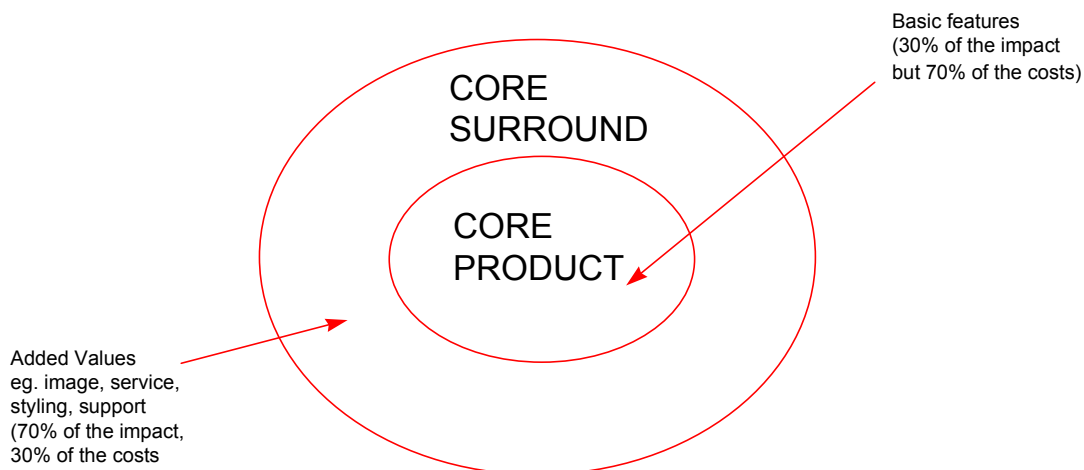 Basic features
(30% of the impact
but 70% of the costs)
CORE
SURROUND
CORE
PRODUCT
Added Values
eg. image, service,
styling, support
(70% of the impact,
30% of the costs